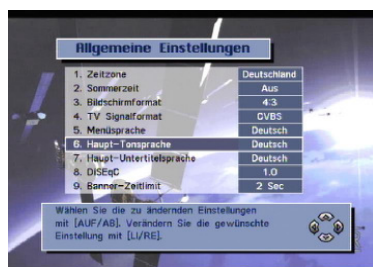 Allgemeine Einstellungen
1. Zeitzone Deutschland
2. Sommerzeit Aus
3. Bildschirmformat 4:3
4. TV Signalformat CVBS
5. Menüsprache Deutsch
6. Haupt-Tonsprache Deutsch
7. Haupt-Untertitelsprache Deutsch
8. DISEqC 1.0
9. Banner-Zeitlimit 2 Sec
Wählen Sie die zu ändernden Einstellungen
mit [AUF/AB]. Verändern Sie die gewünschte
Einstellung mit [LI/RE].